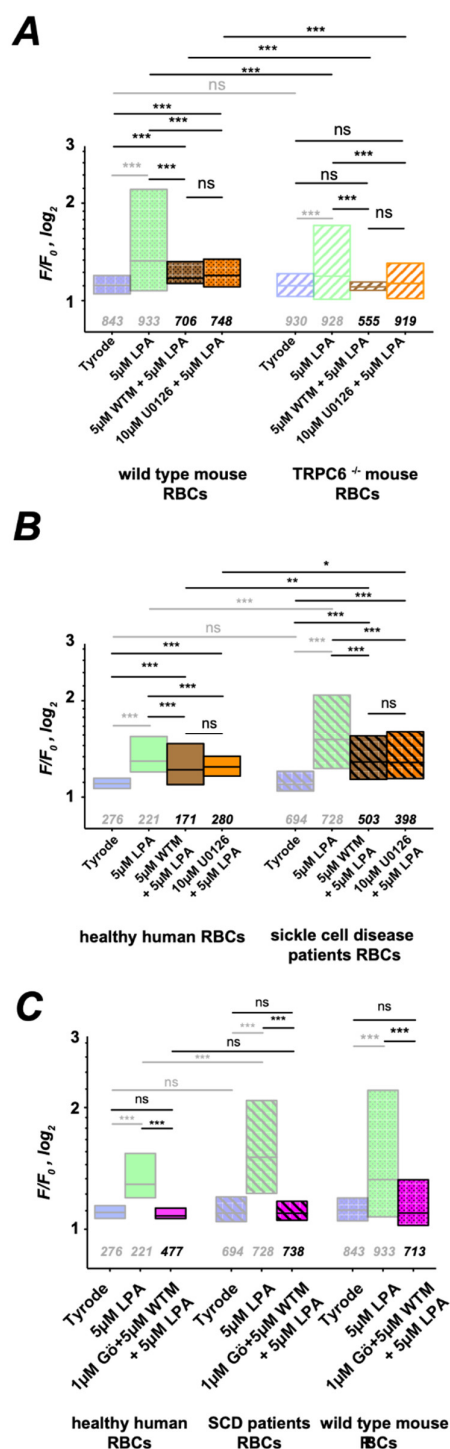 A
***
***
***
***
ns
***
***
***
***
***
ns
ns
***
ns
***
***
ns
3
2
1
F/F0 , log2
843 933 706 748 930 928 555 919
Tyrode
5µM LPA
5µM WTM + 5µM LPA
10µM U0126 + 5µM LPA
Tyrode
5µM LPA
5µM WTM + 5µM LPA
10µM U0126 + 5µM LPA
wild type mouse
RBCs
TRPC6 -/- mouse
RBCs
B
*
**
***
***
***
ns
***
***
***
***
***
***
***
ns
ns
3
2
1
F/F0 , log2
276 221 171 280 694 728 503 398
Tyrode
5µM LPA
5µM WTM
+ 5µM LPA
10µM U0126
+ 5µM LPA
Tyrode
5µM LPA
5µM WTM
+ 5µM LPA
10µM U0126
+ 5µM LPA
healthy human RBCs
sickle cell disease
patients RBCs
C
ns
ns
***
***
ns
***
***
***
ns
ns
***
***
3
2
1
F/F0 , log2
276 221 477 694 728 738 843 933 713
Tyrode
5µM LPA
1µM Gö+5µM WTM
+ 5µM LPA
Tyrode
5µM LPA
1µM Gö+5µM WTM
+ 5µM LPA
Tyrode
5µM LPA
1µM Gö+5µM WTM
+ 5µM LPA
healthy human
RBCs
SCD patients
RBCs
wild type mouse
RBCs